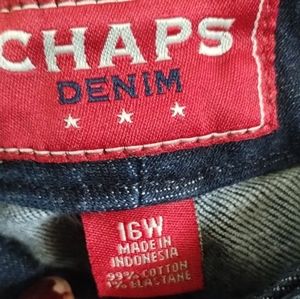 CHAPS
DENIM
16W
MADE IN
INDONESIA
99% COTTON
1% ELASTANE